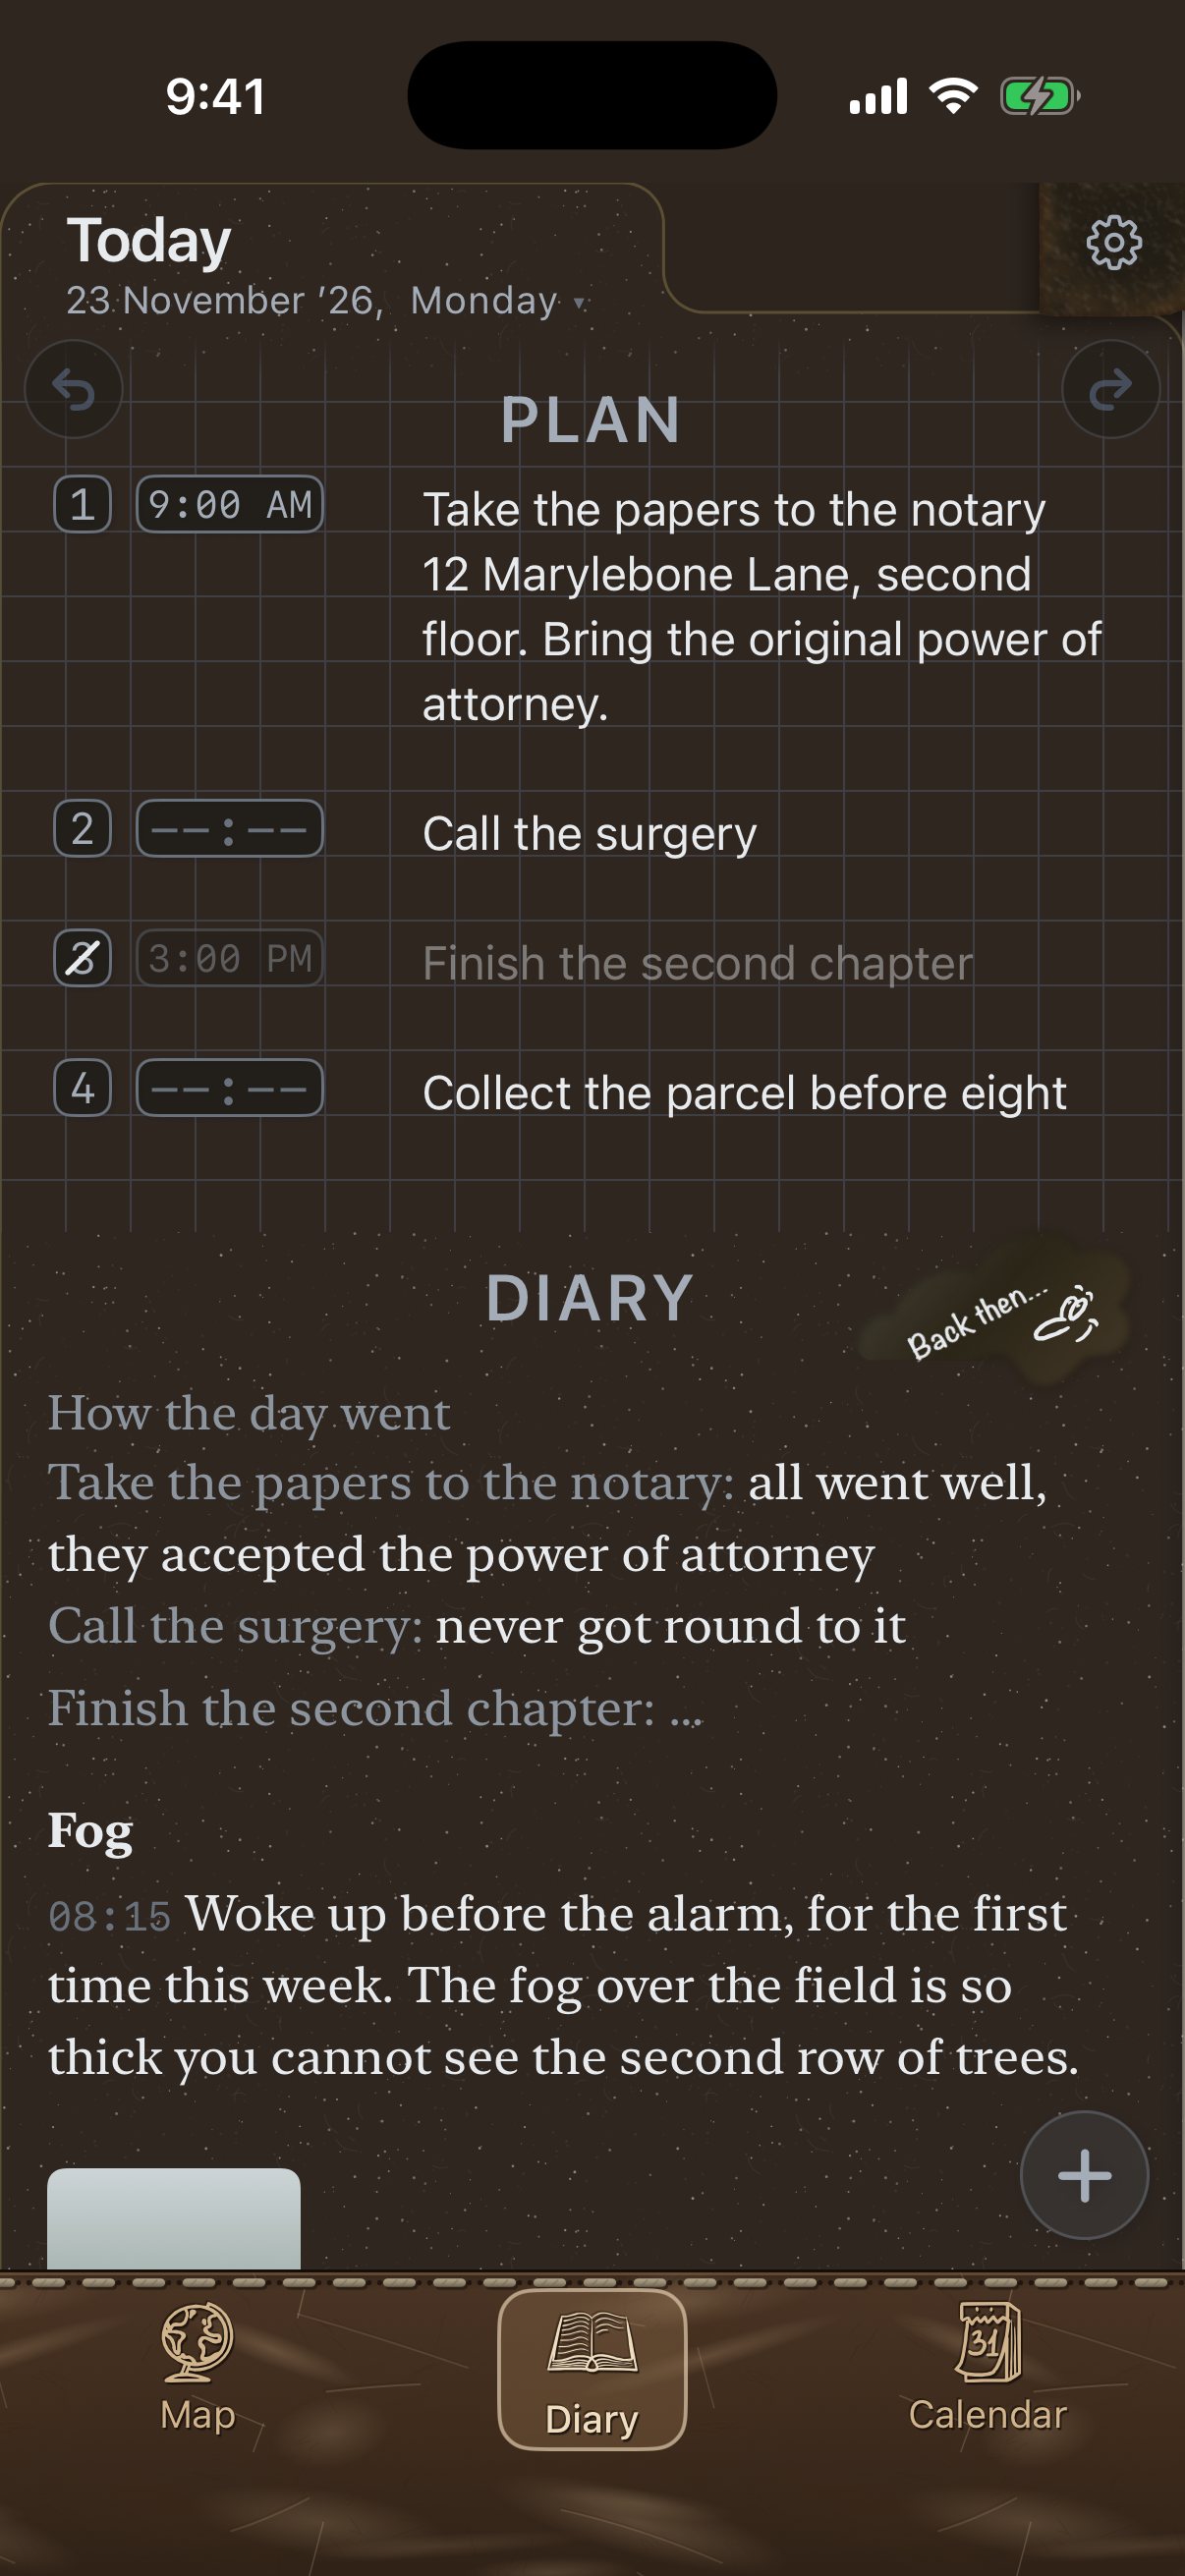 9:41
Today
23 November ’26, Monday
PLAN
1 9:00 AM Take the papers to the notary
12 Marylebone Lane, second
floor. Bring the original power of
attorney.
2 --:-- Call the surgery
3 3:00 PM Finish the second chapter
4 --:-- Collect the parcel before eight
DIARY
Back then...
How the day went
Take the papers to the notary: all went well,
they accepted the power of attorney
Call the surgery: never got round to it
Finish the second chapter: ...
Fog
08:15 Woke up before the alarm, for the first
time this week. The fog over the field is so
thick you cannot see the second row of trees.
31
Map Diary Calendar